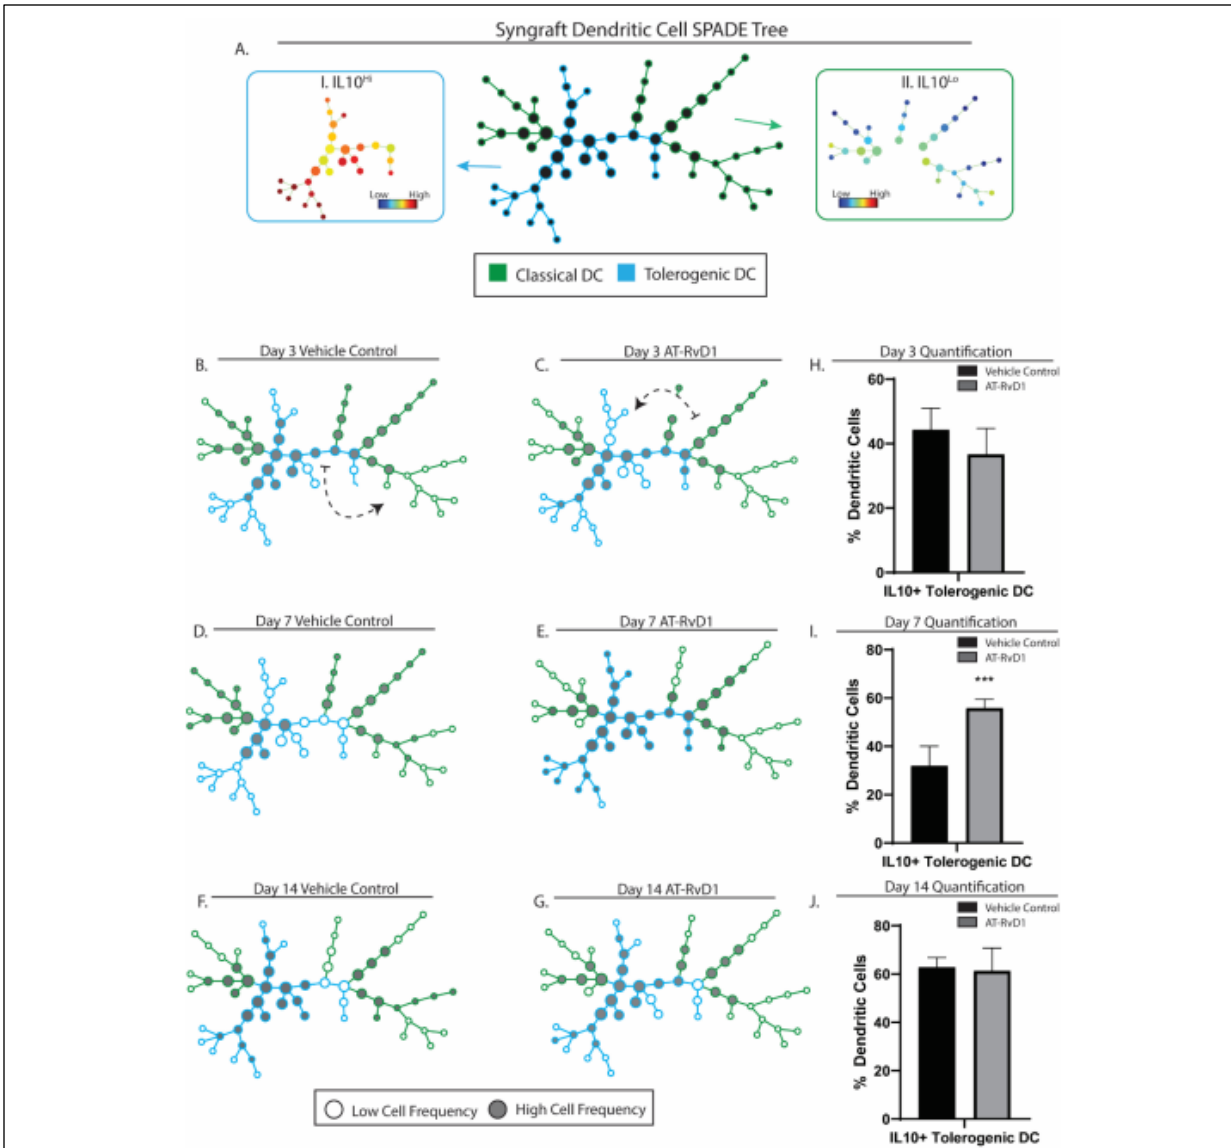 Syngraft Dendritic Cell SPADE Tree
A.
I. IL10Hi
II. IL10Lo
Low High
Low High
Classical DC Tolerogenic DC
B. Day 3 Vehicle Control
C. Day 3 AT-RvD1
H. Day 3 Quantification
Vehicle Control
AT-RvD1
60
40
20
0
% Dendritic Cells
IL10+ Tolerogenic DC
D. Day 7 Vehicle Control
E. Day 7 AT-RvD1
I. Day 7 Quantification
Vehicle Control
AT-RvD1
***
80
60
40
20
0
% Dendritic Cells
IL10+ Tolerogenic DC
F. Day 14 Vehicle Control
G. Day 14 AT-RvD1
J. Day 14 Quantification
Vehicle Control
AT-RvD1
80
60
40
20
0
% Dendritic Cells
IL10+ Tolerogenic DC
Low Cell Frequency High Cell Frequency